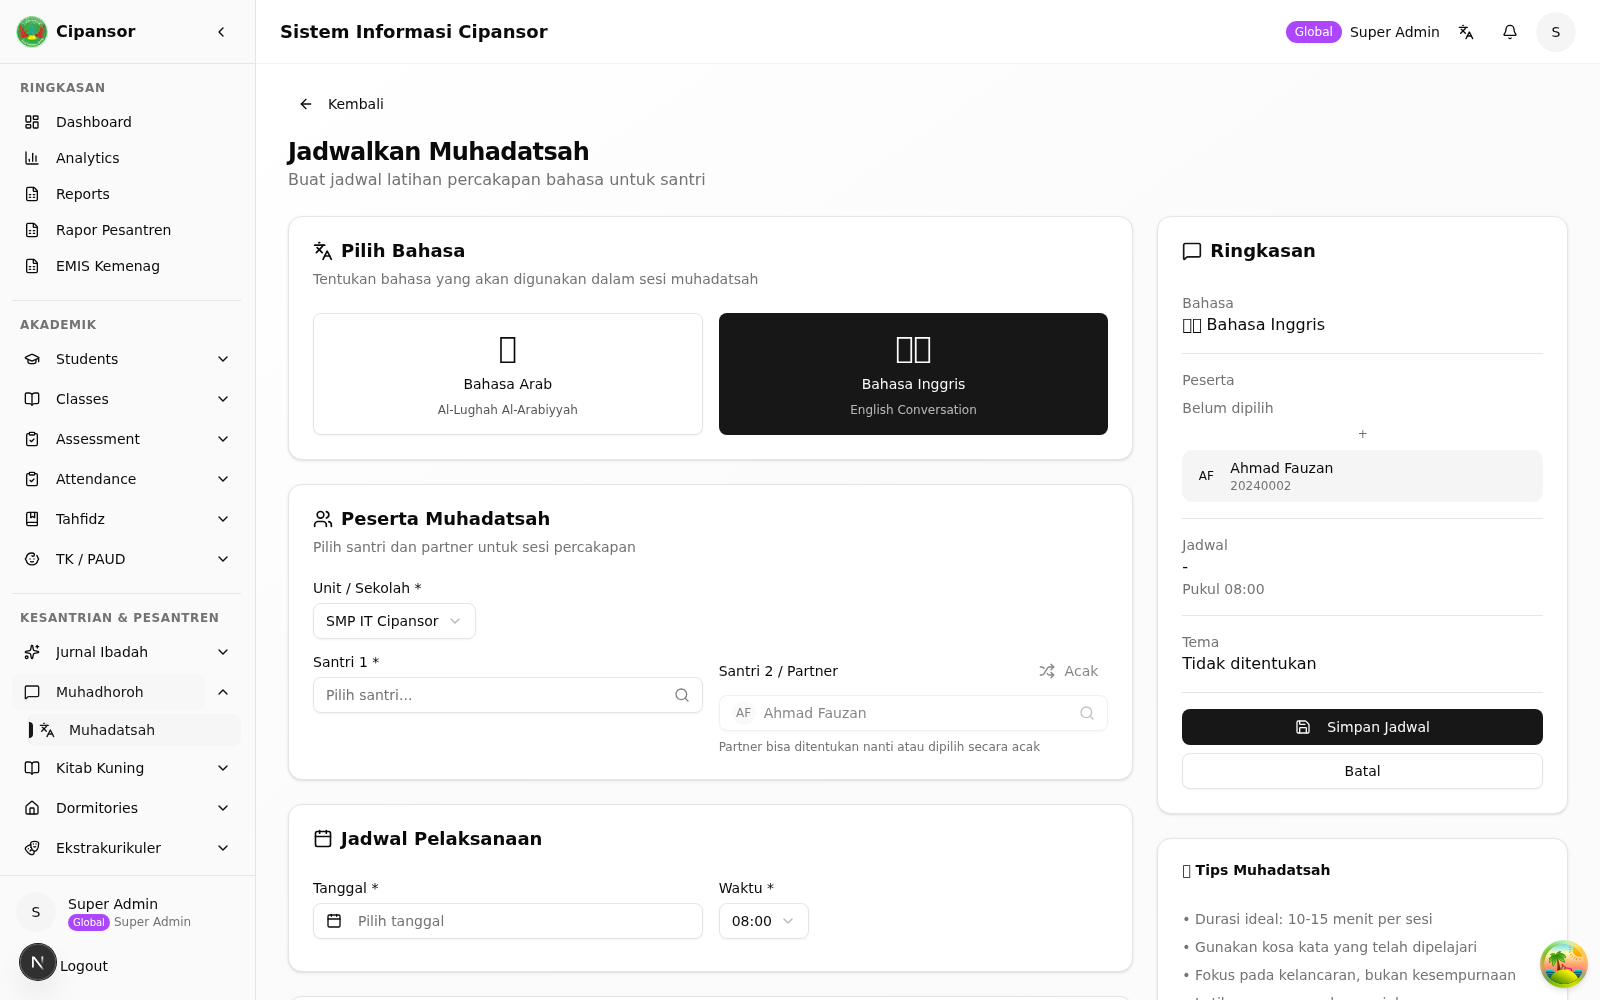 Cipansor
RINGKASAN
Dashboard
Analytics
Reports
Rapor Pesantren
EMIS Kemenag
AKADEMIK
Students
Classes
Assessment
Attendance
Tahfidz
TK / PAUD
KESANTRIAN & PESANTREN
Jurnal Ibadah
Muhadhoroh
Muhadatsah
Kitab Kuning
Dormitories
Ekstrakurikuler
S
Super Admin
Global Super Admin
N
Logout
Sistem Informasi Cipansor
Global Super Admin
S
Kembali
Jadwalkan Muhadatsah
Buat jadwal latihan percakapan bahasa untuk santri
Pilih Bahasa
Tentukan bahasa yang akan digunakan dalam sesi muhadatsah
Bahasa Arab
Al-Lughah Al-Arabiyyah
Bahasa Inggris
English Conversation
Peserta Muhadatsah
Pilih santri dan partner untuk sesi percakapan
Unit / Sekolah *
SMP IT Cipansor
Santri 1 *
Pilih santri...
Santri 2 / Partner
Acak
AF Ahmad Fauzan
Partner bisa ditentukan nanti atau dipilih secara acak
Jadwal Pelaksanaan
Tanggal *
Pilih tanggal
Waktu *
08:00
Ringkasan
Bahasa
Bahasa Inggris
Peserta
Belum dipilih
+
AF
Ahmad Fauzan
20240002
Jadwal
-
Pukul 08:00
Tema
Tidak ditentukan
Simpan Jadwal
Batal
Tips Muhadatsah
• Durasi ideal: 10-15 menit per sesi
• Gunakan kosa kata yang telah dipelajari
• Fokus pada kelancaran, bukan kesempurnaan